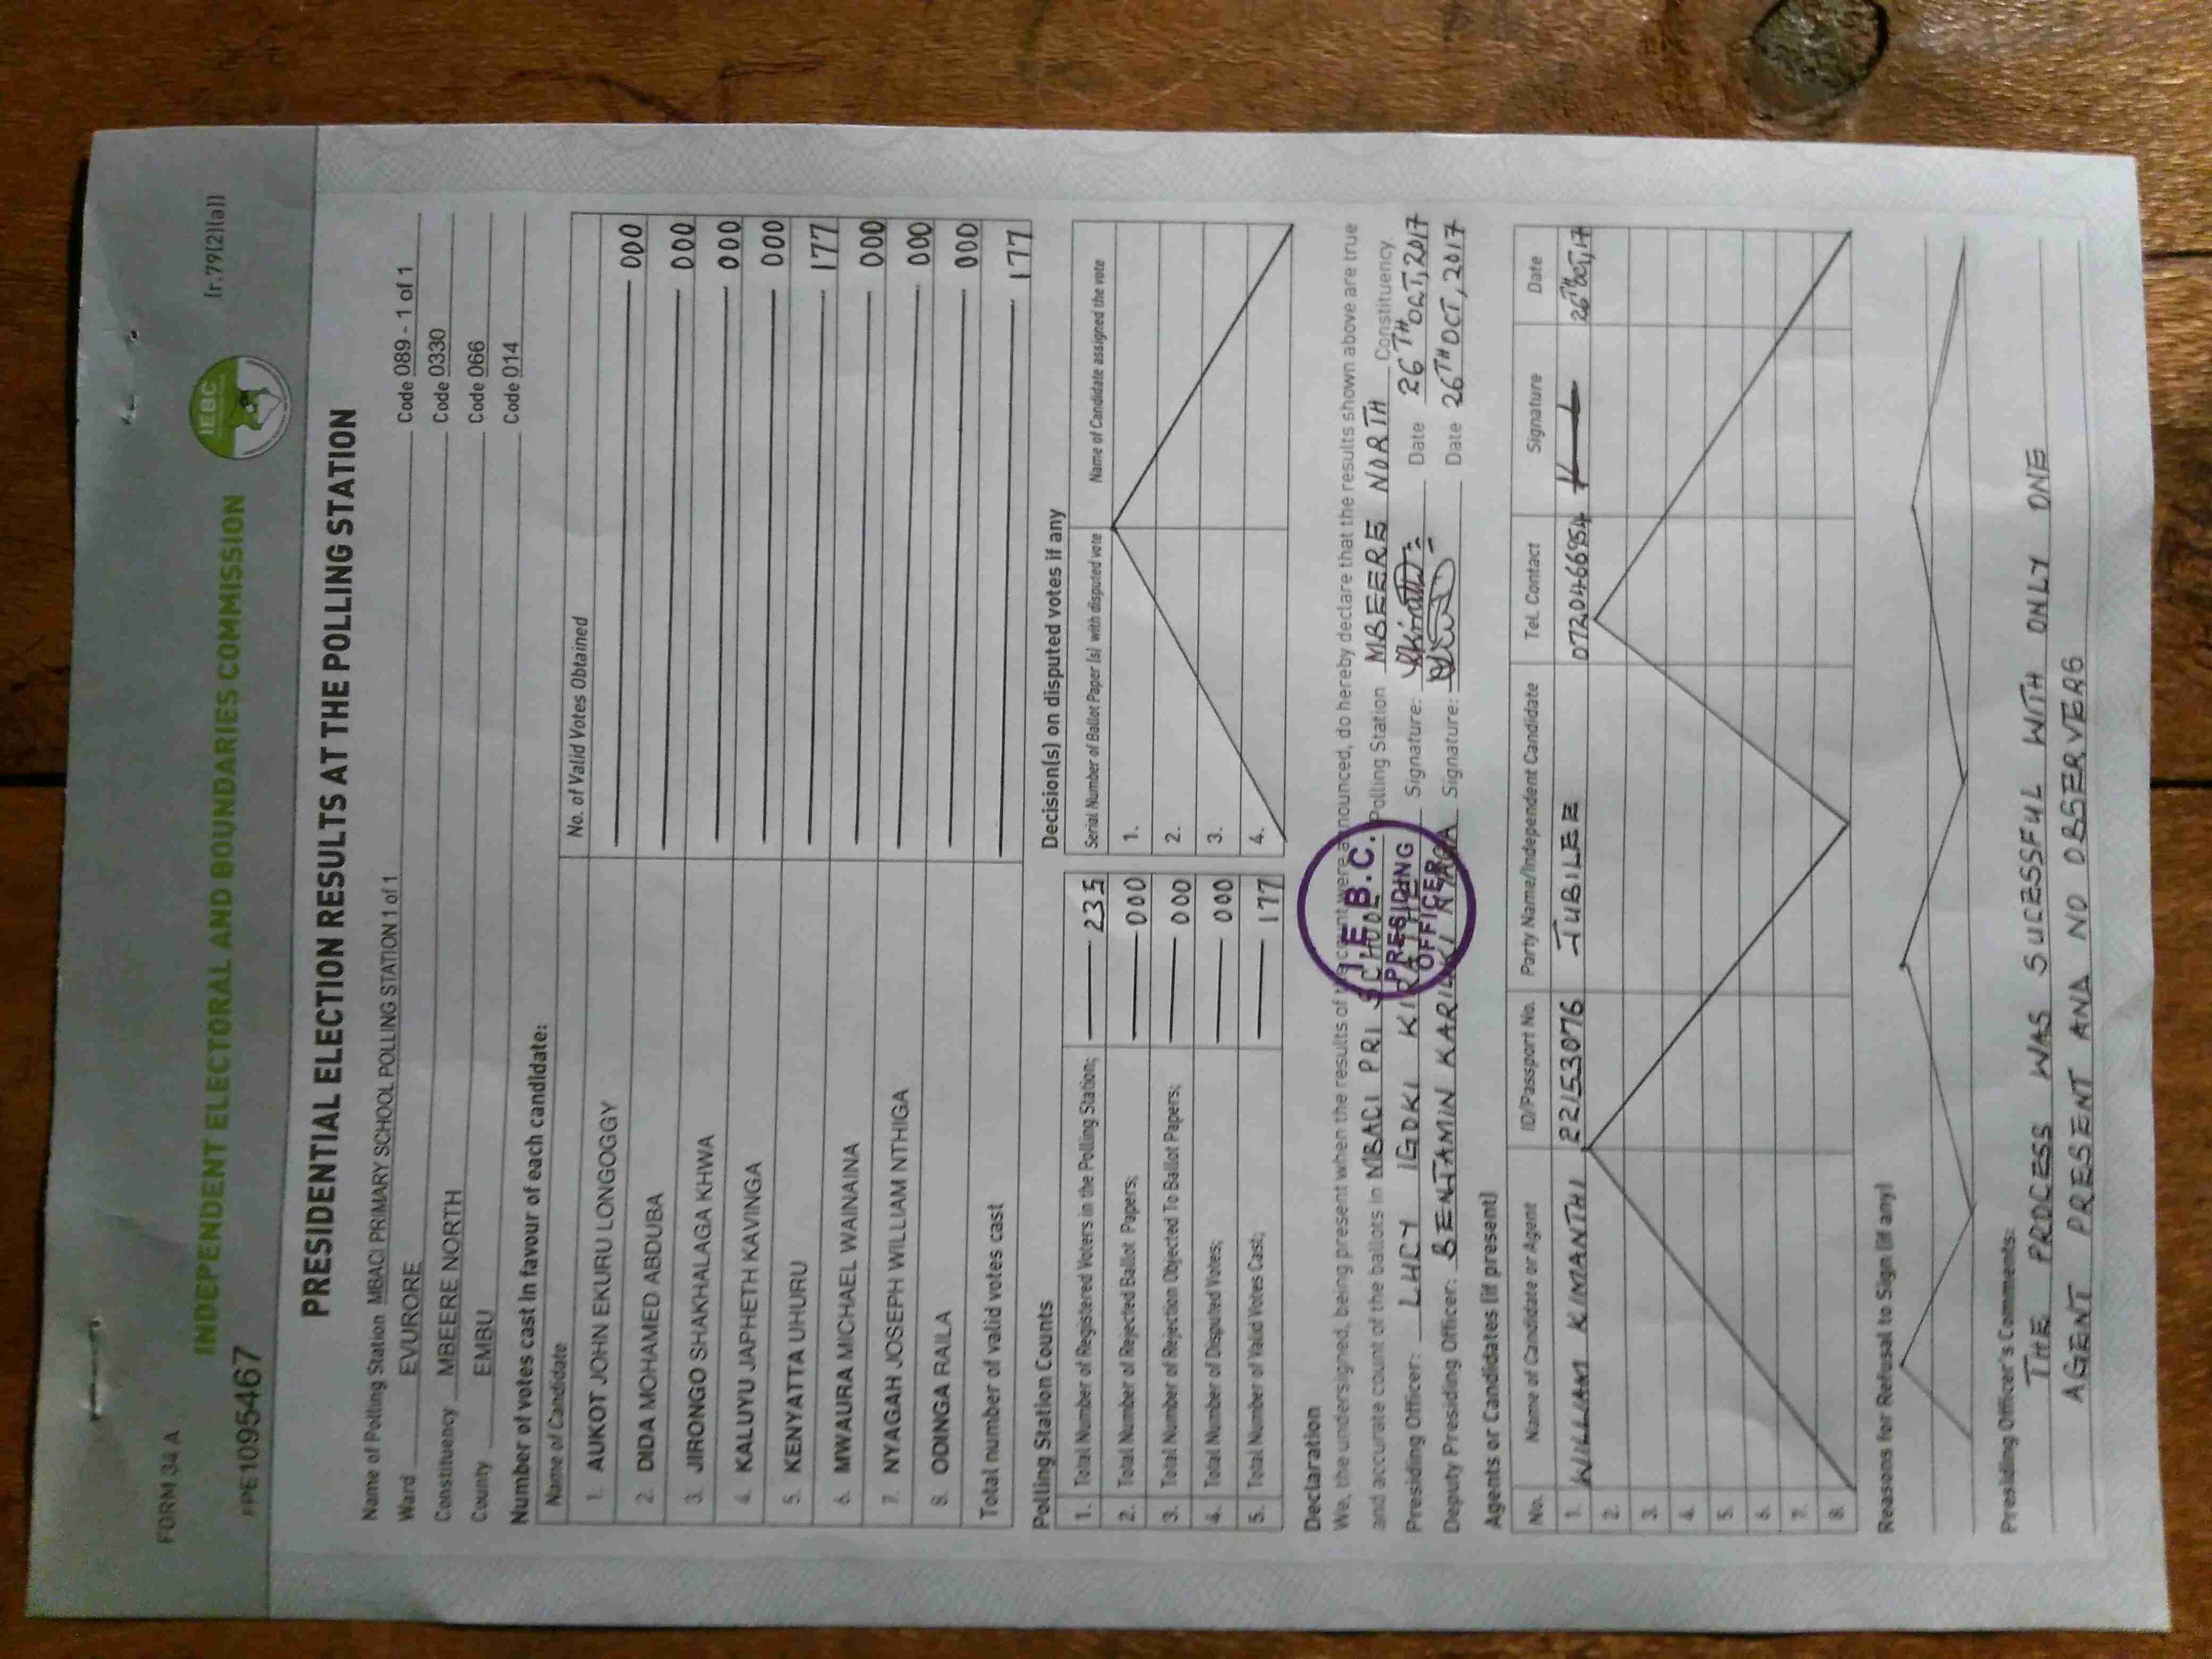 FORM 34 A
(r.79(2)(a))
IEBC
INDEPENDENT ELECTORAL AND BOUNDARIES COMMISSION
PPE1095467
PRESIDENTIAL ELECTION RESULTS AT THE POLLING STATION
Name of Polling Station MBACI PRIMARY SCHOOL POLLING STATION 1 of 1 Code 089 - 1 of 1
Ward EVURORE Code 0330
Constituency MBEERE NORTH Code 066
County EMBU Code 014
Number of votes cast in favour of each candidate:
Name of Candidate No. of Valid Votes Obtained
1. AUKOT JOHN EKURU LONGOGGY 000
2. DIDA MOHAMED ABDUBA 000
3. JIRONGO SHAKHALAGA KHWA 000
4. KALUYU JAPHETH KAVINGA 000
5. KENYATTA UHURU 177
6. MWAURA MICHAEL WAINAINA 000
7. NYAGAH JOSEPH WILLIAM NTHIGA 000
8. ODINGA RAILA 000
Total number of valid votes cast 177
Polling Station Counts
1. Total Number of Registered Voters in the Polling Station; 235
2. Total Number of Rejected Ballot Papers; 000
3. Total Number of Rejection Objected To Ballot Papers; 000
4. Total Number of Disputed Votes; 000
5. Total Number of Valid Votes Cast; 177
Decision(s) on disputed votes if any
Serial Number of Ballot Paper (s) with disputed vote Name of Candidate assigned the vote
1.
2.
3.
4.
Declaration
We, the undersigned, being present when the results of the count were announced, do hereby declare that the results shown above are true
and accurate count of the ballots in MBACI PRI SCHOOL Polling Station MBEERE NORTH Constituency.
Presiding Officer: LUCY IGOKI Signature: Date 26TH OCT, 2017
Deputy Presiding Officer: BENJAMIN KARIUKI Signature: Date 26TH OCT, 2017
I.E.B.C.
PRESIDING
OFFICER
Agents or Candidates (if present)
No. Name of Candidate or Agent ID/Passport No. Party Name/Independent Candidate Tel. Contact Signature Date
1. WILLIAM KIMANTHI 22153076 JUBILEE 0720466954 26TH OCT, 17
2.
3.
4.
5.
6.
7.
8.
Reasons for Refusal to Sign (if any)
Presiding Officer's Comments:
THE PROCESS WAS SUCESSFUL WITH ONLY ONE
AGENT PRESENT ANA NO OBSERVERG